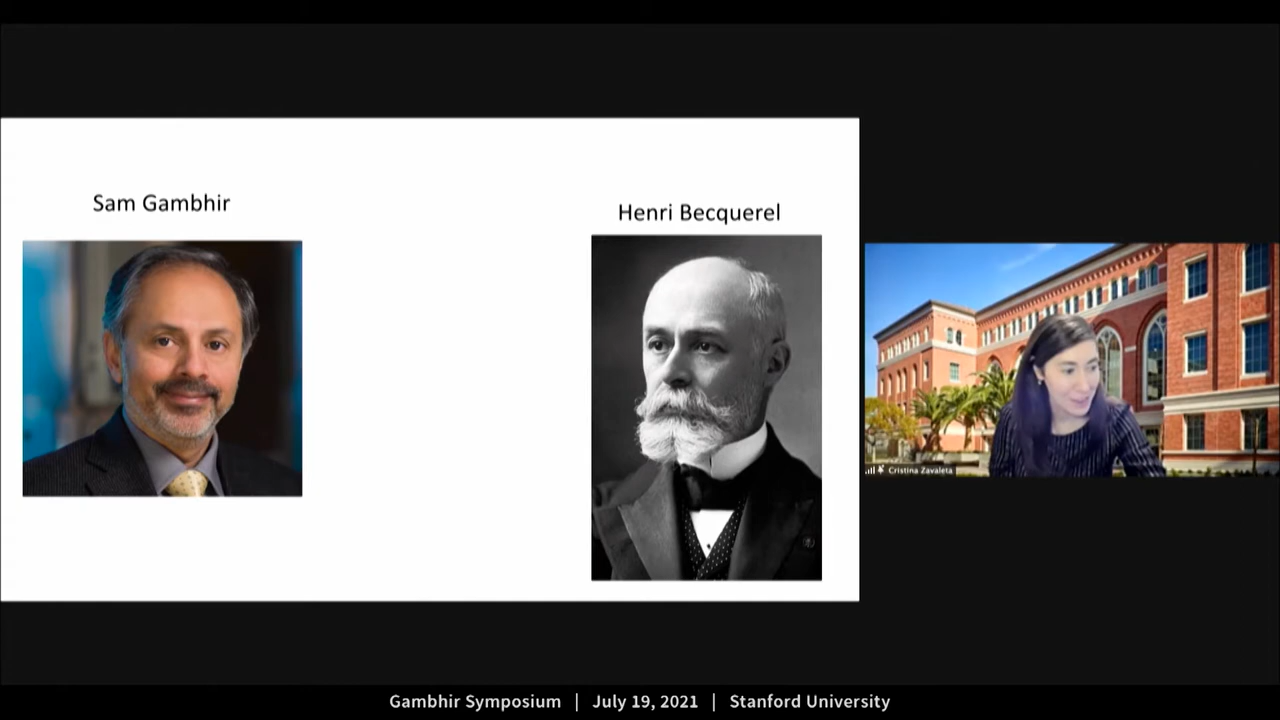 Sam Gambhir
Henri Becquerel
Cristina Zavaleta
Gambhir Symposium | July 19, 2021 | Stanford University